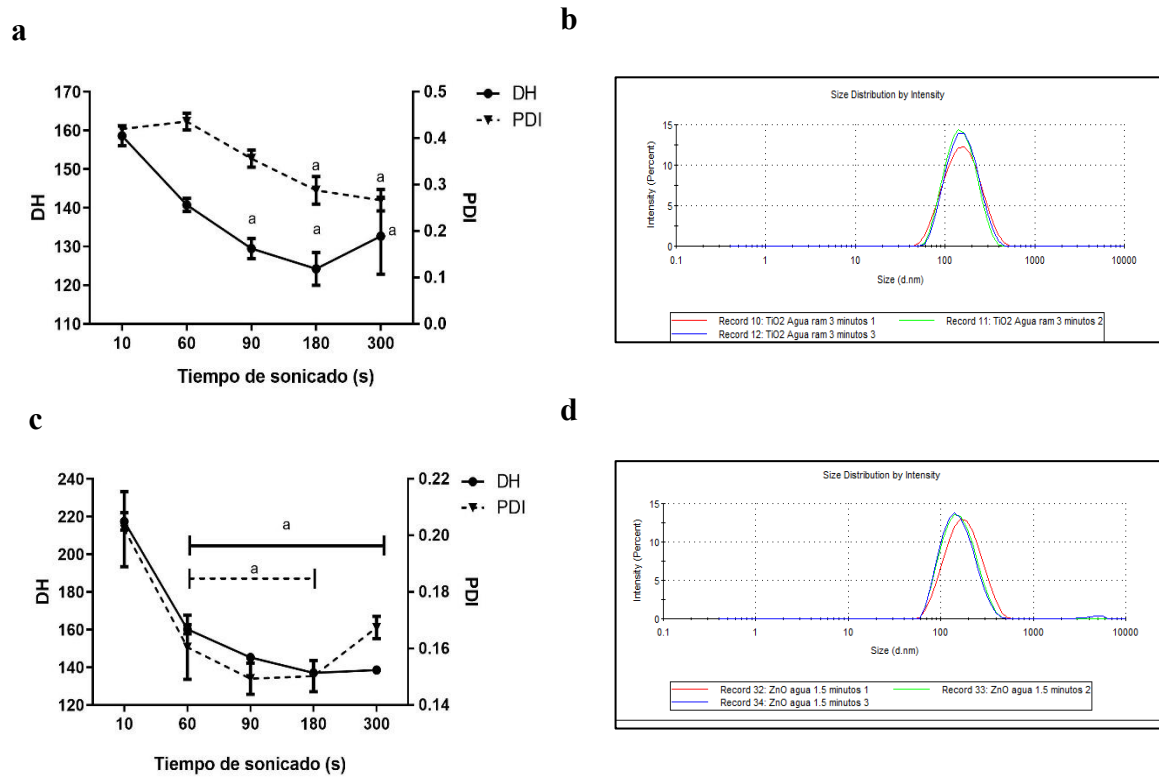 a
170
160
150
140
130
120
110
DH
0.5
0.4
0.3
0.2
0.1
0.0
PDI
DH
PDI
a
a
a
a
a
10 60 90 180 300
Tiempo de sonicado (s)
b
Size Distribution by Intensity
Intensity (Percent)
15
10
5
0
0.1 1 10 100 1000 10000
Size (d.nm)
Record 10: TiO2 Agua ram 3 minutos 1 Record 11: TiO2 Agua ram 3 minutos 2
Record 12: TiO2 Agua ram 3 minutos 3
c
240
220
200
180
160
140
120
DH
0.22
0.20
0.18
0.16
0.14
PDI
DH
PDI
a
a
10 60 90 180 300
Tiempo de sonicado (s)
d
Size Distribution by Intensity
Intensity (Percent)
15
10
5
0
0.1 1 10 100 1000 10000
Size (d.nm)
Record 32: ZnO agua 1.5 minutos 1 Record 33: ZnO agua 1.5 minutos 2
Record 34: ZnO agua 1.5 minutos 3